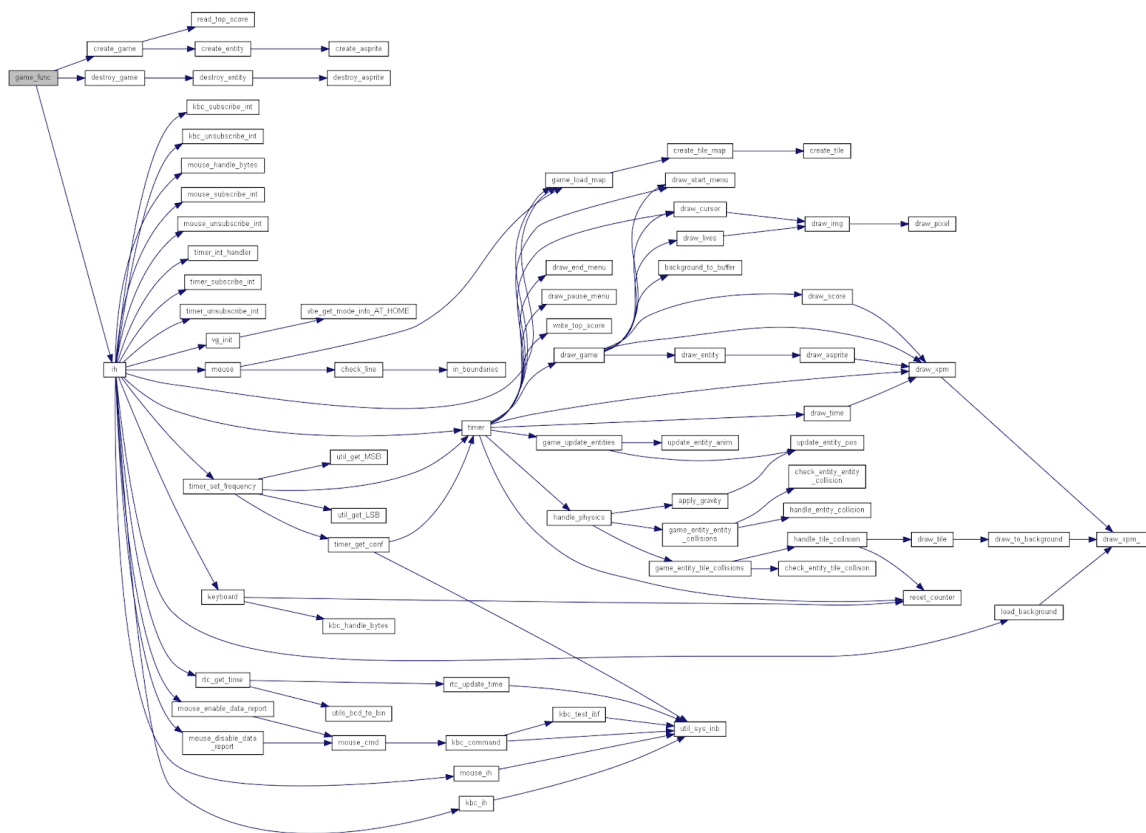 read_top_score
create_game
create_entity
create_asprite
game_func
destroy_game
destroy_entity
destroy_asprite
kbc_subscribe_int
kbc_unsubscribe_int
mouse_handle_bytes
mouse_subscribe_int
mouse_unsubscribe_int
timer_int_handler
timer_subscribe_int
timer_unsubscribe_int
vbe_get_mode_info_AT_HOME
vg_init
ih
mouse
check_line
in_boundaries
util_get_MSB
timer_set_frequency
util_get_LSB
timer_get_conf
keyboard
kbc_handle_bytes
rtc_get_time
rtc_update_time
mouse_enable_data_report
utils_bcd_to_bin
mouse_disable_data
_report
mouse_cmd
kbc_command
kbc_test_ibf
util_sys_inb
mouse_ih
kbc_ih
timer
game_load_map
create_tile_map
create_tile
draw_start_menu
draw_cursor
draw_img
draw_pixel
draw_lives
draw_end_menu
background_to_buffer
draw_pause_menu
draw_score
write_top_score
draw_game
draw_entity
draw_asprite
draw_xpm
draw_time
game_update_entities
update_entity_anim
update_entity_pos
check_entity_entity
_collision
apply_gravity
handle_physics
handle_entity_collision
game_entity_entity
_collisions
handle_tile_collision
draw_tile
draw_to_background
draw_xpm_
game_entity_tile_collisions
check_entity_tile_collison
reset_counter
load_background